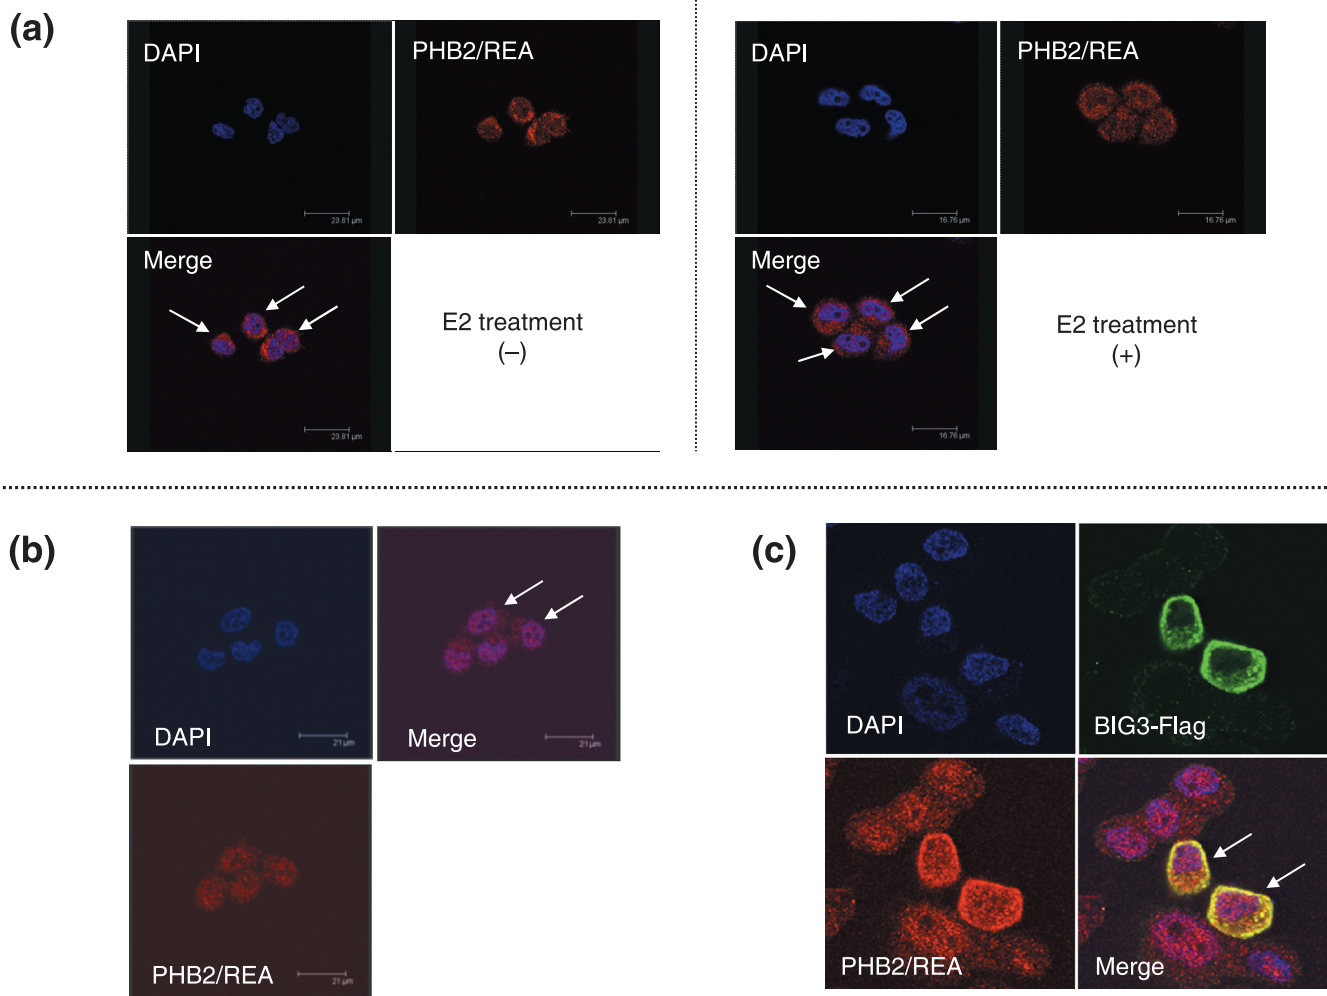 (a)
DAPI
PHB2/REA
23.81 µm
23.81 µm
Merge
23.81 µm
E2 treatment
(–)
DAPI
PHB2/REA
16.76 µm
16.76 µm
Merge
16.76 µm
E2 treatment
(+)
(b)
DAPI
21 µm
Merge
21 µm
PHB2/REA
21 µm
(c)
DAPI
BIG3-Flag
PHB2/REA
Merge